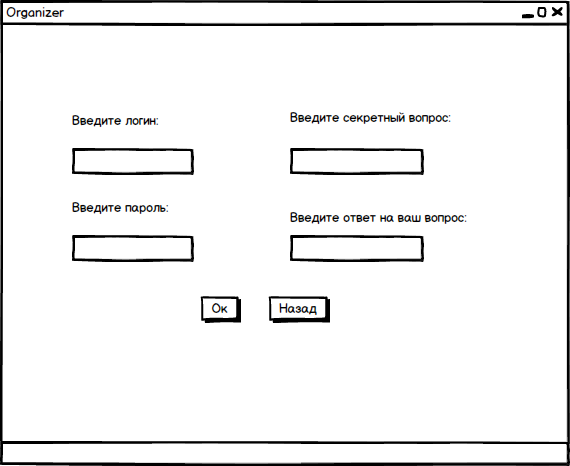 Organizer
Введите логин:
Введите секретный вопрос:
Введите пароль:
Введите ответ на ваш вопрос:
Ок
Назад